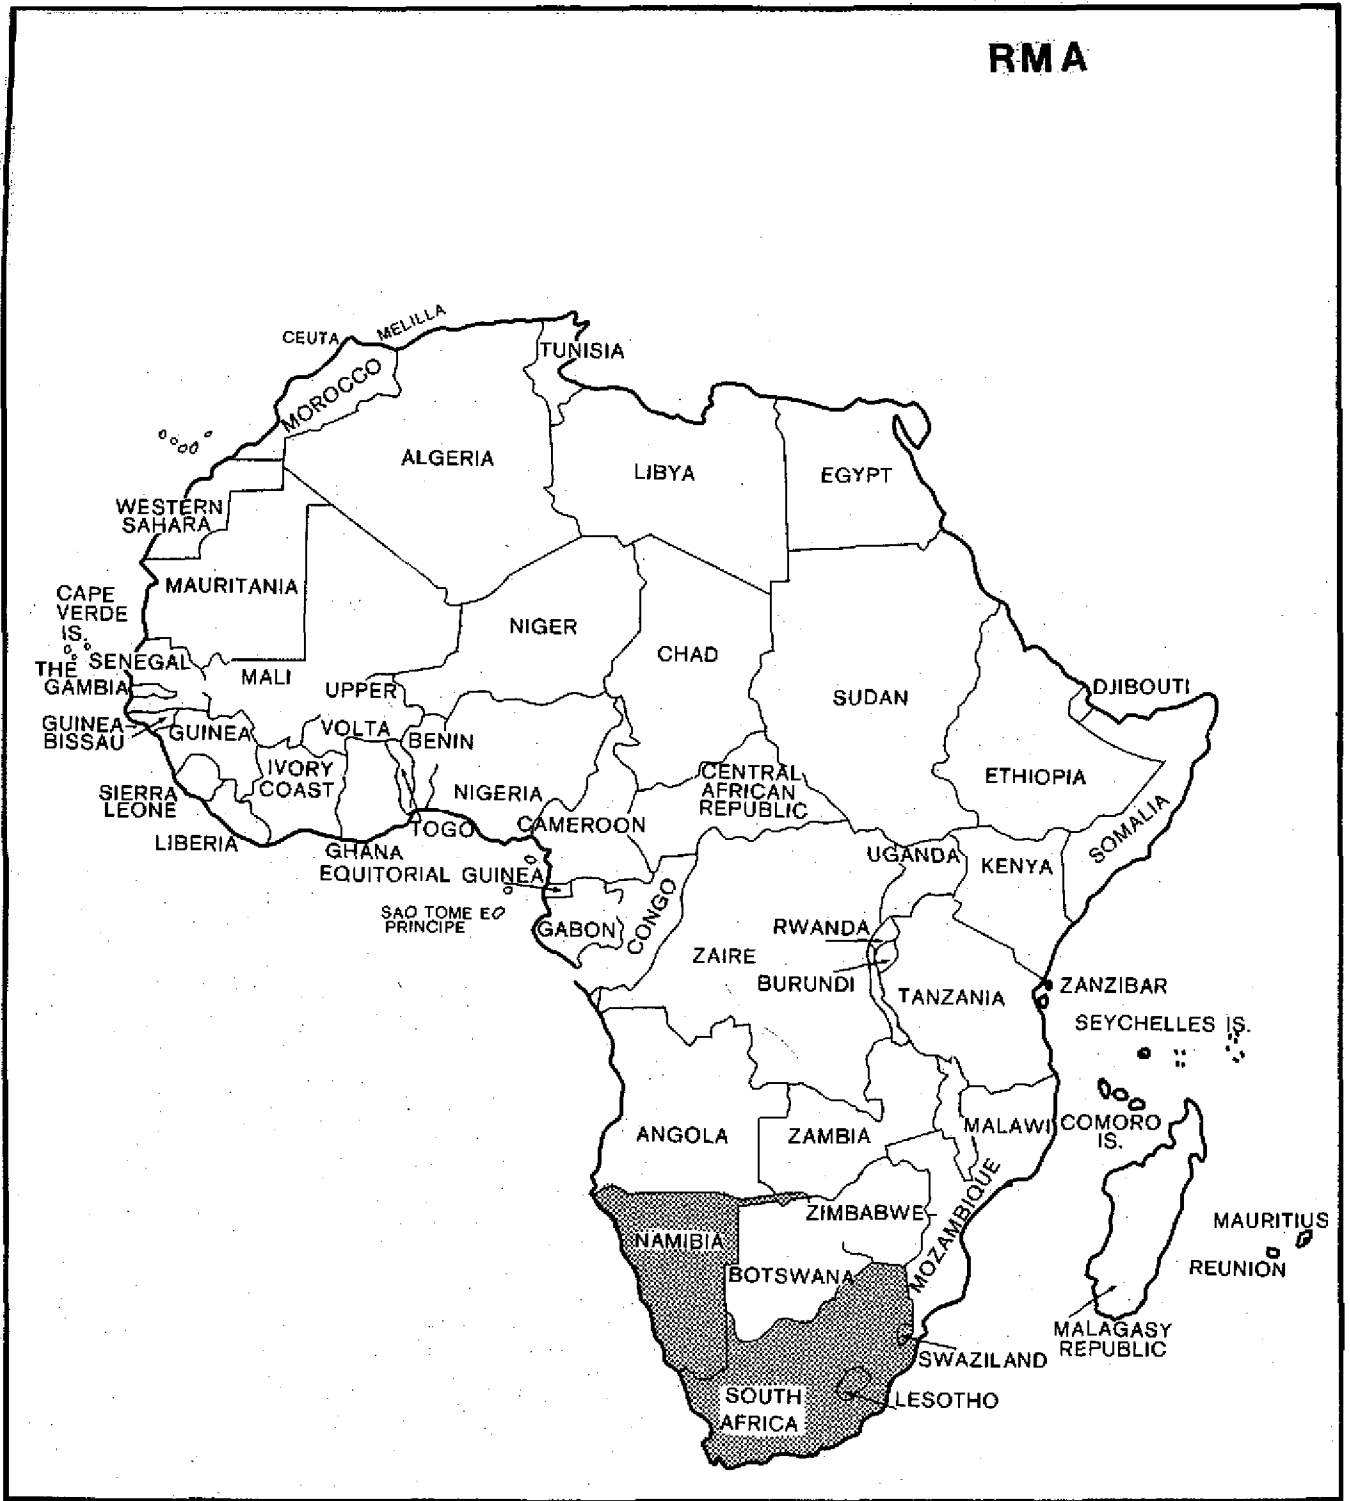 RMA
CEUTA
MELILLA
TUNISIA
MOROCCO
ALGERIA
LIBYA
EGYPT
WESTERN
SAHARA
MAURITANIA
CAPE
VERDE
IS.
NIGER
CHAD
SUDAN
THE
GAMBIA
SENEGAL
MALI
UPPER
VOLTA
DJIBOUTI
GUINEA-
BISSAU
GUINEA
BENIN
IVORY
COAST
NIGERIA
CENTRAL
AFRICAN
REPUBLIC
ETHIOPIA
SOMALIA
SIERRA
LEONE
LIBERIA
GHANA
TOGO
CAMEROON
EQUITORIAL GUINEA
UGANDA
KENYA
SAO TOME E
PRINCIPE
GABON
CONGO
ZAIRE
RWANDA
BURUNDI
TANZANIA
ZANZIBAR
SEYCHELLES IS.
ANGOLA
ZAMBIA
MALAWI
COMORO
IS.
MOZAMBIQUE
ZIMBABWE
NAMIBIA
BOTSWANA
MAURITIUS
REUNION
MALAGASY
REPUBLIC
SWAZILAND
LESOTHO
SOUTH
AFRICA